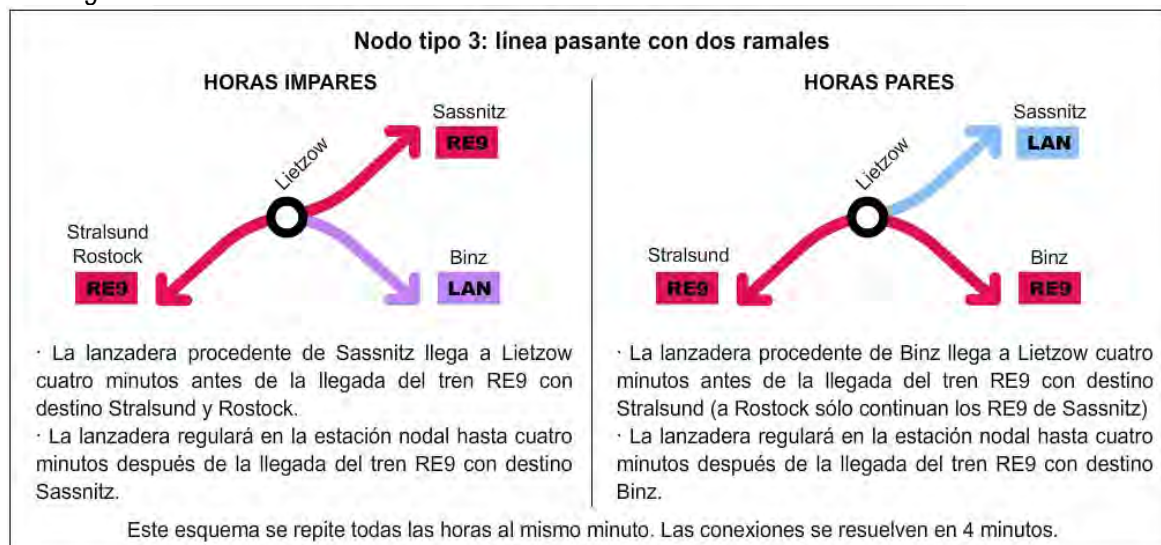 Nodo tipo 3: línea pasante con dos ramales
HORAS IMPARES
Sassnitz
RE9
Lietzow
Stralsund
Rostock
RE9
Binz
LAN
· La lanzadera procedente de Sassnitz llega a Lietzow
cuatro minutos antes de la llegada del tren RE9 con
destino Stralsund y Rostock.
· La lanzadera regulará en la estación nodal hasta cuatro
minutos después de la llegada del tren RE9 con destino
Sassnitz.
HORAS PARES
Sassnitz
LAN
Lietzow
Stralsund
RE9
Binz
RE9
· La lanzadera procedente de Binz llega a Lietzow cuatro
minutos antes de la llegada del tren RE9 con destino
Stralsund (a Rostock sólo continuan los RE9 de Sassnitz)
· La lanzadera regulará en la estación nodal hasta cuatro
minutos después de la llegada del tren RE9 con destino
Binz.
Este esquema se repite todas las horas al mismo minuto. Las conexiones se resuelven en 4 minutos.